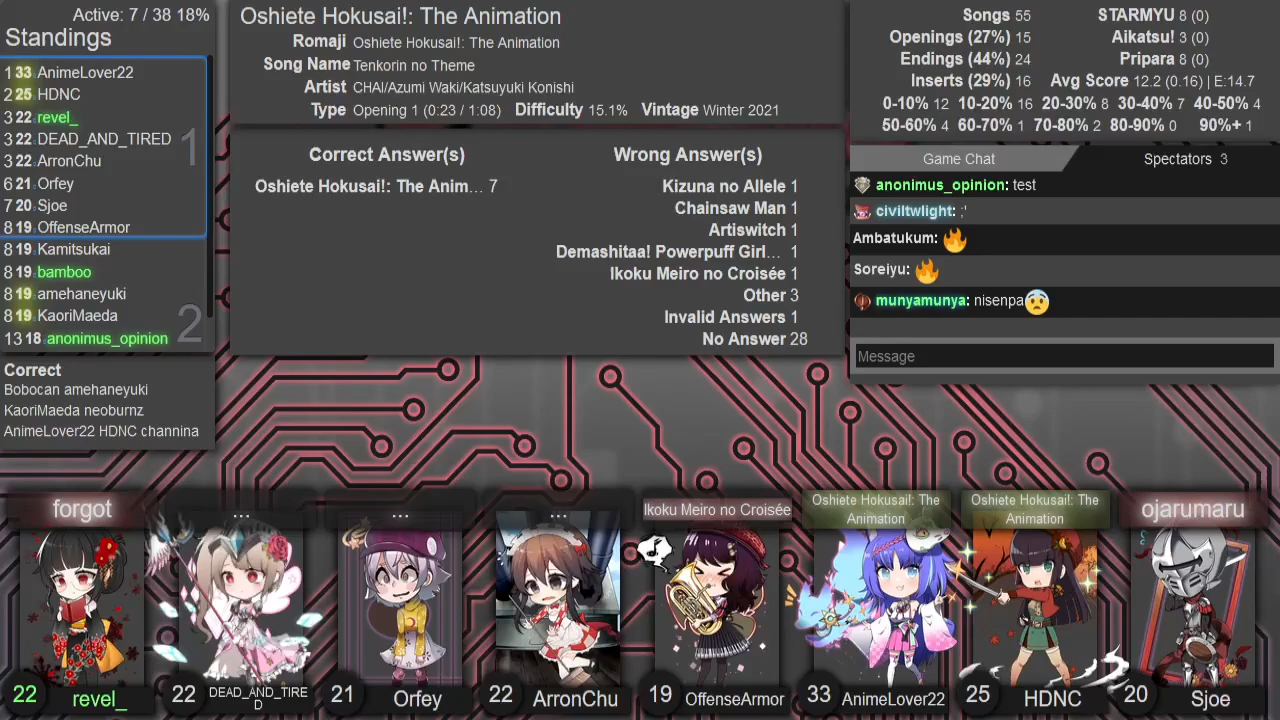 Active: 7 / 38 18%
Standings
1 33 AnimeLover22
2 25 HDNC
3 22 revel_
3 22 DEAD_AND_TIRED
3 22 ArronChu
6 21 Orfey
7 20 Sjoe
8 19 OffenseArmor
1
8 19 Kamitsukai
8 19 bamboo
8 19 amehaneyuki
8 19 KaoriMaeda
13 18 anonimus_opinion
2
Correct
Bobocan amehaneyuki
KaoriMaeda neoburnz
AnimeLover22 HDNC channina
Oshiete Hokusai!: The Animation
Romaji Oshiete Hokusai!: The Animation
Song Name Tenkorin no Theme
Artist CHAI/Azumi Waki/Katsuyuki Konishi
Type Opening 1 (0:23 / 1:08) Difficulty 15.1% Vintage Winter 2021
Correct Answer(s)
Oshiete Hokusai!: The Anim... 7
Wrong Answer(s)
Kizuna no Allele 1
Chainsaw Man 1
Artiswitch 1
Demashitaa! Powerpuff Girl... 1
Ikoku Meiro no Croisée 1
Other 3
Invalid Answers 1
No Answer 28
Songs 55 STARMYU 8 (0)
Openings (27%) 15 Aikatsu! 3 (0)
Endings (44%) 24 Pripara 8 (0)
Inserts (29%) 16 Avg Score 12.2 (0.16) | E:14.7
0-10% 12 10-20% 16 20-30% 8 30-40% 7 40-50% 4
50-60% 4 60-70% 1 70-80% 2 80-90% 0 90%+ 1
Game Chat Spectators 3
anonimus_opinion: test
civiltwlight: ;'
Ambatukum: 🔥
Soreiyu: 🔥
munyamunya: nisenpa😨
Message
forgot
...
...
...
Ikoku Meiro no Croisée
Oshiete Hokusai!: The
Animation
Oshiete Hokusai!: The
Animation
ojarumaru
22 revel_
22 DEAD_AND_TIRE
D
21 Orfey
22 ArronChu
19 OffenseArmor
33 AnimeLover22
25 HDNC
20 Sjoe